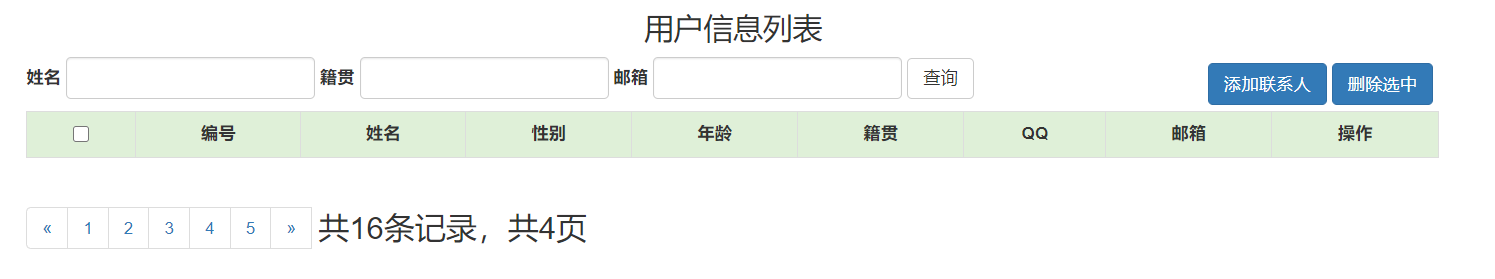 用户信息列表
姓名 籍贯 邮箱 查询 添加联系人 删除选中
编号 姓名 性别 年龄 籍贯 QQ 邮箱 操作
« 1 2 3 4 5 » 共16条记录，共4页